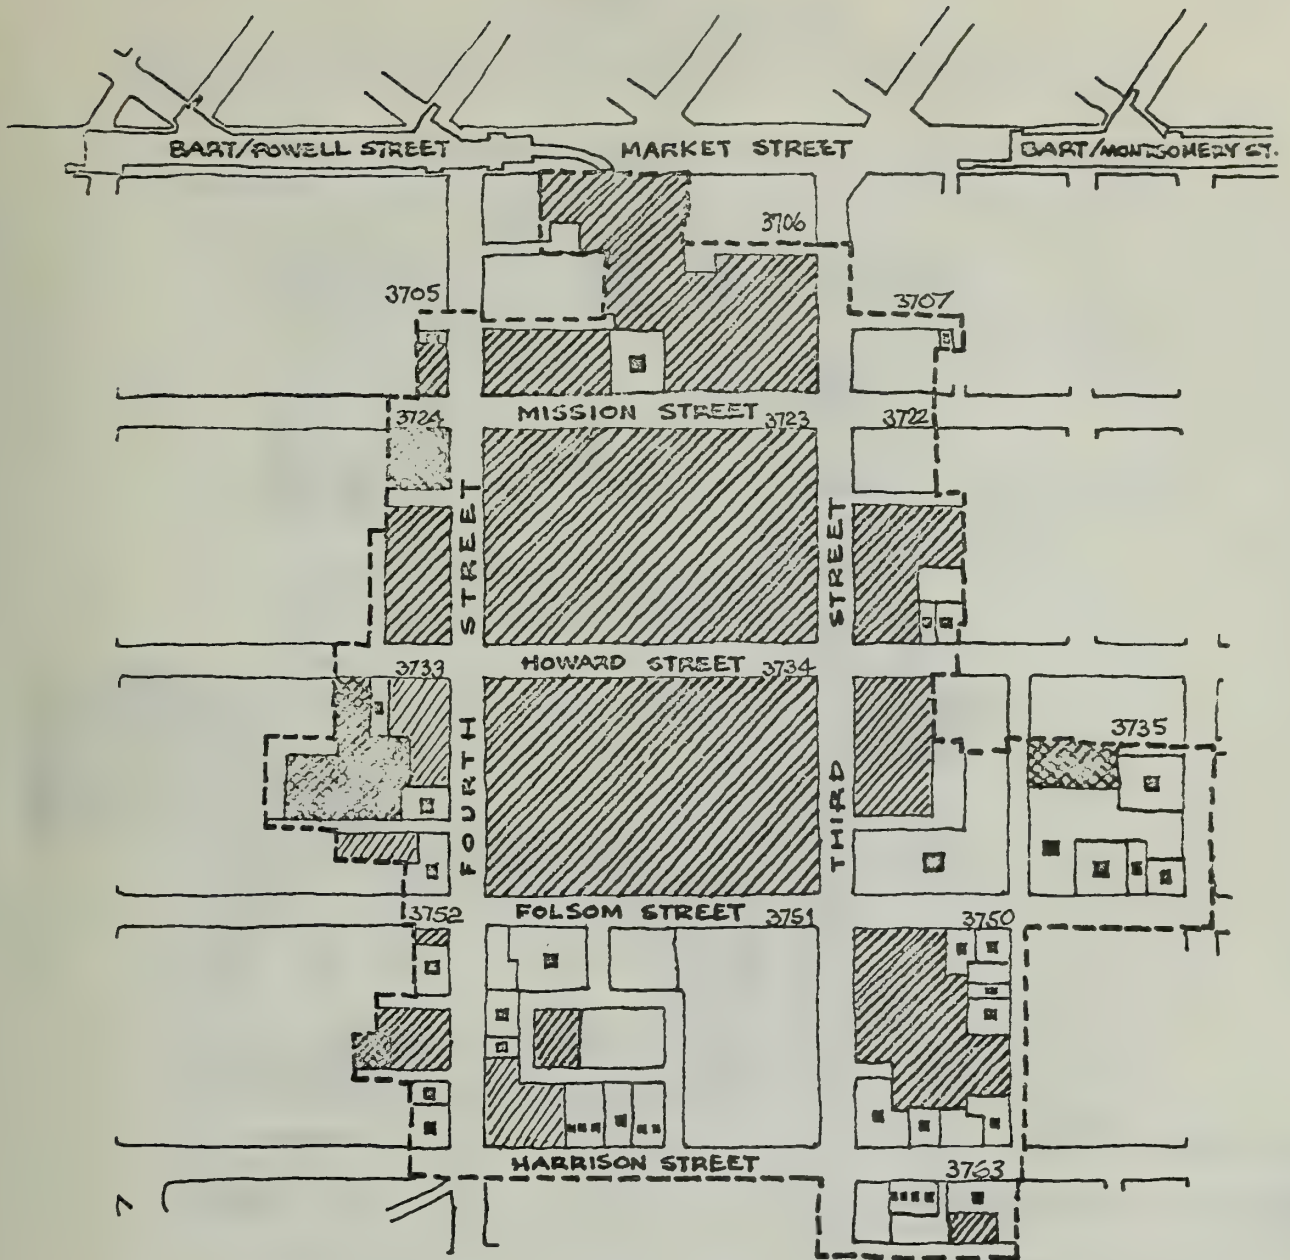 BART/POWELL STREET
MARKET STREET
BART/MONTGOMERY ST.
3706
3705
3707
MISSION STREET
3724
3723
3722
STREET
STREET
HOWARD STREET
3733
3734
3735
FOURTH
THIRD
FOLSOM STREET
3752
3751
3750
HARRISON STREET
3763